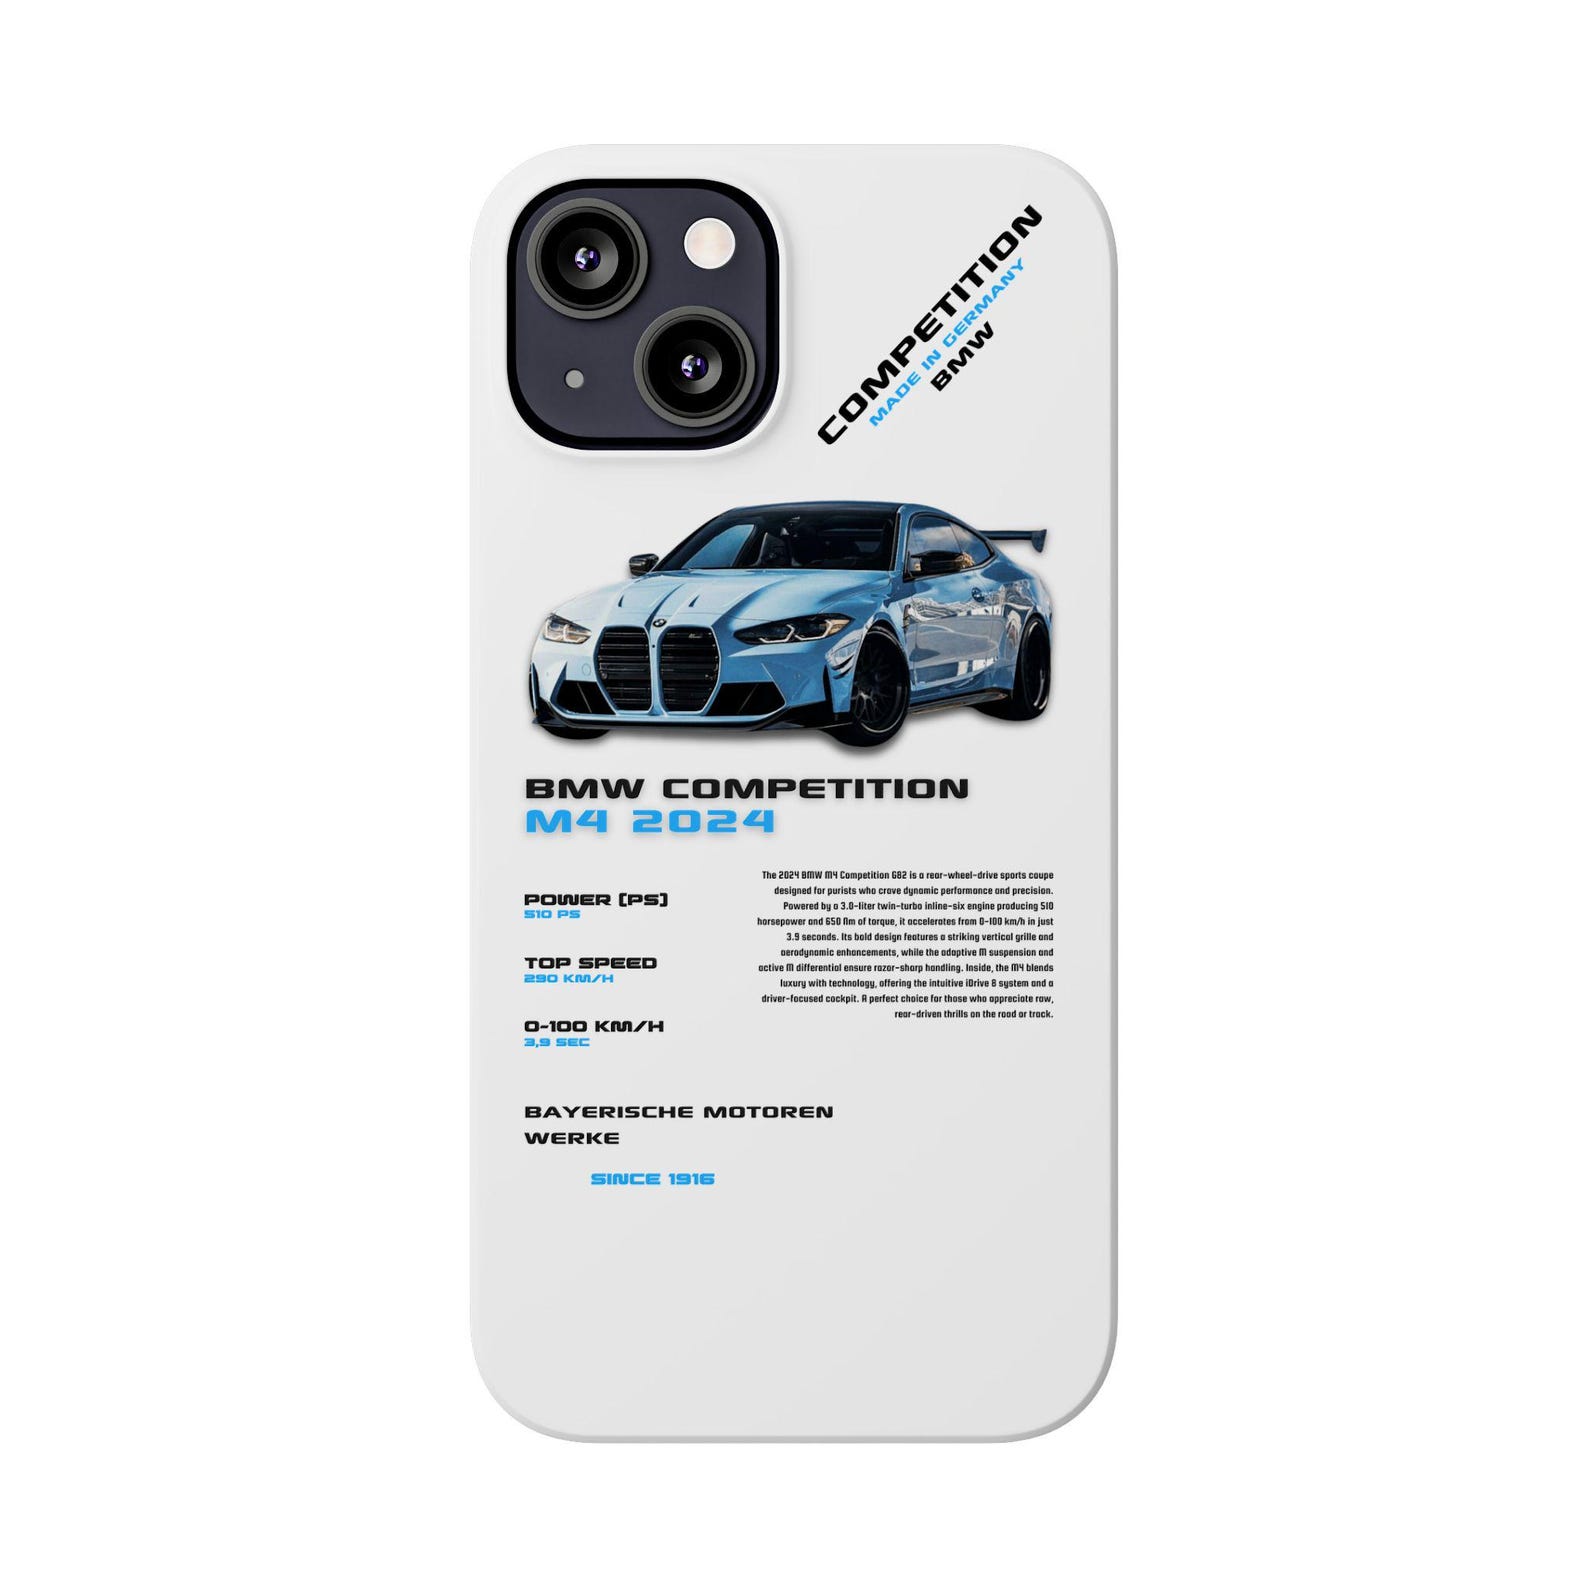 COMPETITION
MADE IN GERMANY
BMW
BMW COMPETITION
M4 2024
The 2024 BMW M4 Competition G82 is a rear-wheel-drive sports coupe
designed for purists who crave dynamic performance and precision.
Powered by a 3.0-liter twin-turbo inline-six engine producing 510
horsepower and 650 Nm of torque, it accelerates from 0-100 km/h in just
3.9 seconds. Its bold design features a striking vertical grille and
aerodynamic enhancements, while the adaptive M suspension and
active M differential ensure razor-sharp handling. Inside, the M4 blends
luxury with technology, offering the intuitive iDrive 8 system and a
driver-focused cockpit. A perfect choice for those who appreciate raw,
rear-driven thrills on the road or track.
POWER (PS)
510 PS
TOP SPEED
290 KM/H
0-100 KM/H
3,9 SEC
BAYERISCHE MOTOREN
WERKE
SINCE 1916